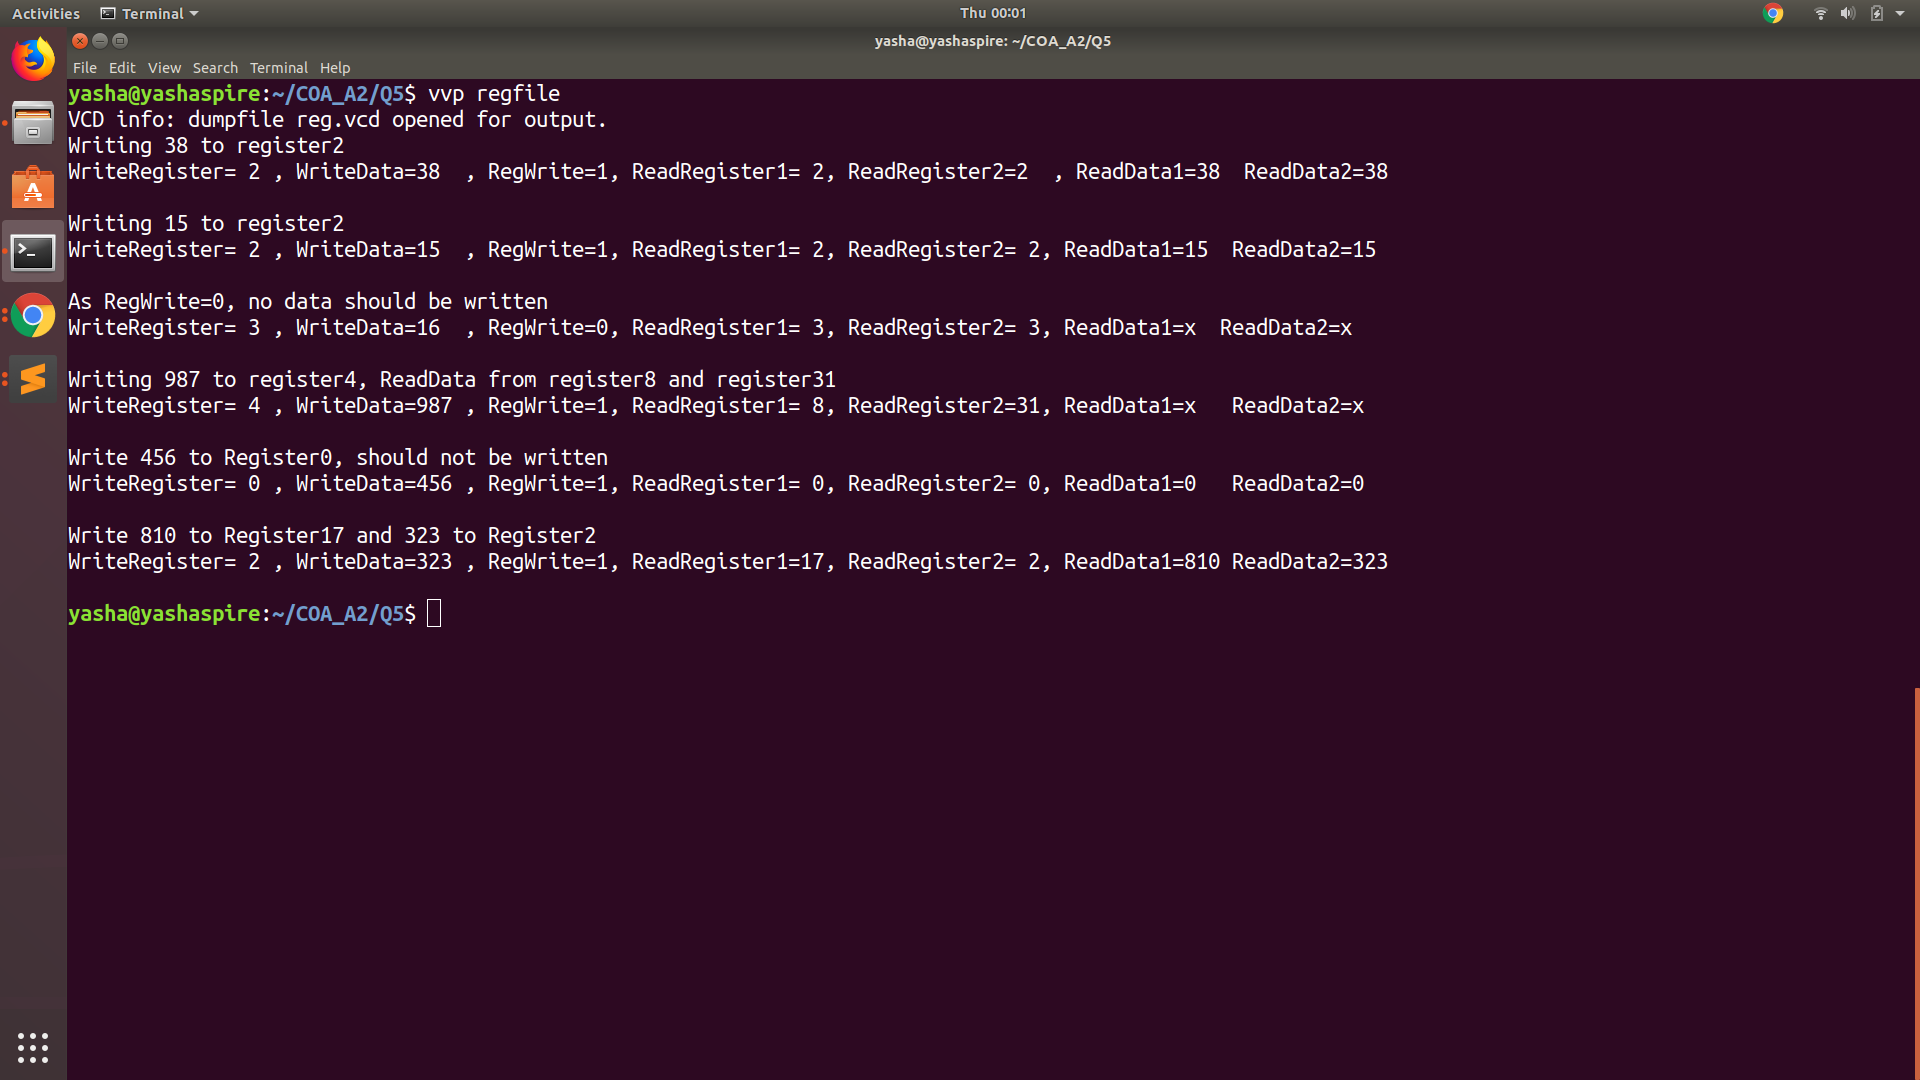 Activities Terminal Thu 00:01
yasha@yashaspire: ~/COA_A2/Q5
File Edit View Search Terminal Help
yasha@yashaspire:~/COA_A2/Q5$ vvp regfile
VCD info: dumpfile reg.vcd opened for output.
Writing 38 to register2
WriteRegister= 2 , WriteData=38  , RegWrite=1, ReadRegister1= 2, ReadRegister2=2  , ReadData1=38  ReadData2=38
Writing 15 to register2
WriteRegister= 2 , WriteData=15  , RegWrite=1, ReadRegister1= 2, ReadRegister2= 2, ReadData1=15  ReadData2=15
As RegWrite=0, no data should be written
WriteRegister= 3 , WriteData=16  , RegWrite=0, ReadRegister1= 3, ReadRegister2= 3, ReadData1=x  ReadData2=x
Writing 987 to register4, ReadData from register8 and register31
WriteRegister= 4 , WriteData=987 , RegWrite=1, ReadRegister1= 8, ReadRegister2=31, ReadData1=x   ReadData2=x
Write 456 to Register0, should not be written
WriteRegister= 0 , WriteData=456 , RegWrite=1, ReadRegister1= 0, ReadRegister2= 0, ReadData1=0   ReadData2=0
Write 810 to Register17 and 323 to Register2
WriteRegister= 2 , WriteData=323 , RegWrite=1, ReadRegister1=17, ReadRegister2= 2, ReadData1=810 ReadData2=323
yasha@yashaspire:~/COA_A2/Q5$